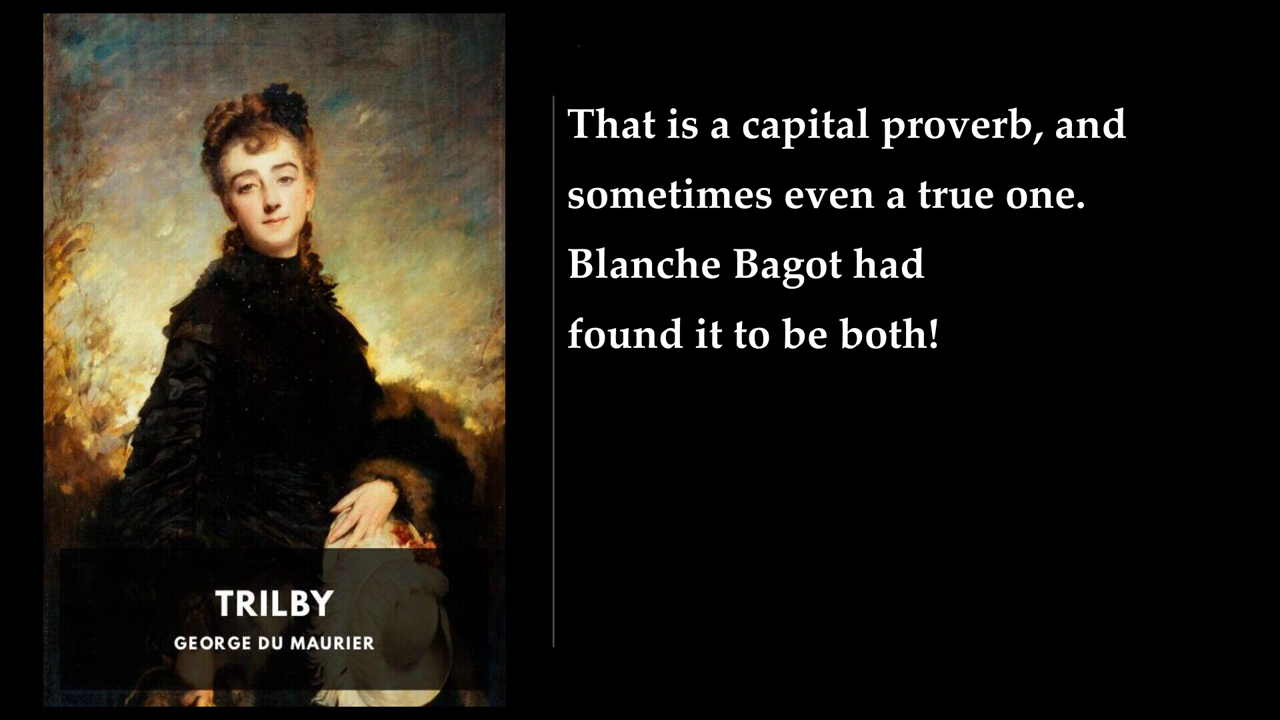 TRILBY
GEORGE DU MAURIER
That is a capital proverb, and
sometimes even a true one.
Blanche Bagot had
found it to be both!